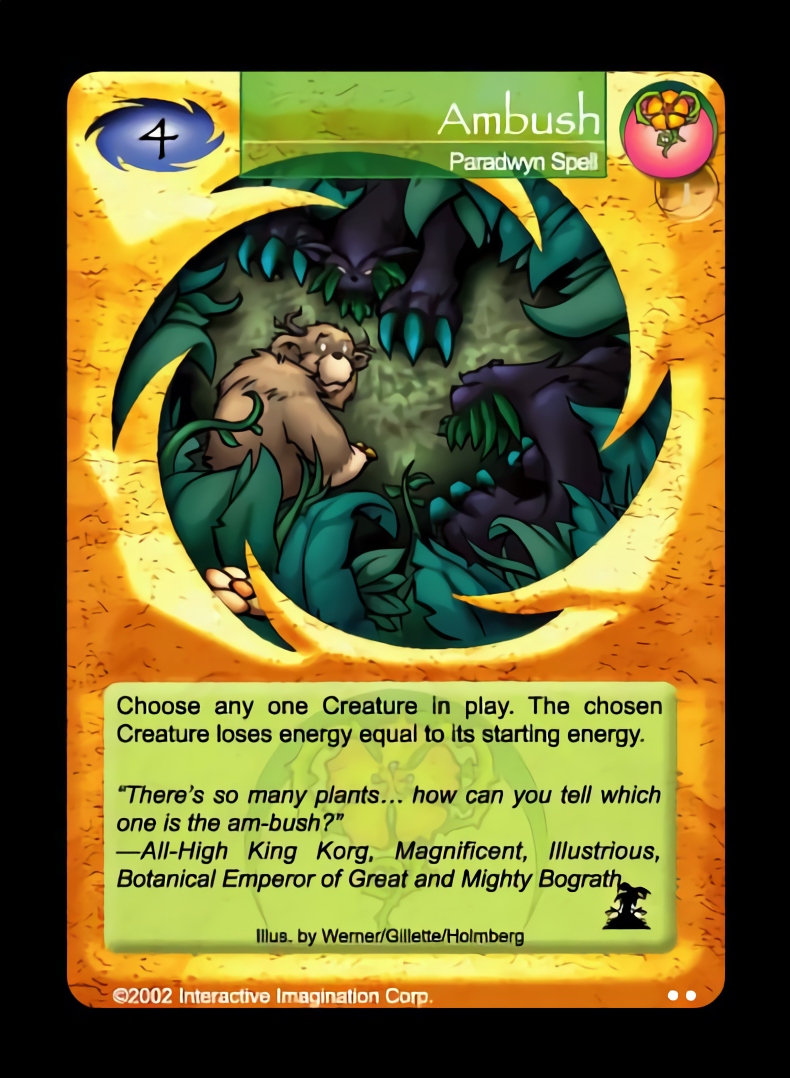 4
Ambush
Paradwyn Spell
Choose any one Creature in play. The chosen
Creature loses energy equal to its starting energy.
“There’s so many plants… how can you tell which
one is the am-bush?”
—All-High King Korg, Magnificent, Illustrious,
Botanical Emperor of Great and Mighty Bograth
Illus. by Werner/Gillette/Holmberg
©2002 Interactive Imagination Corp.